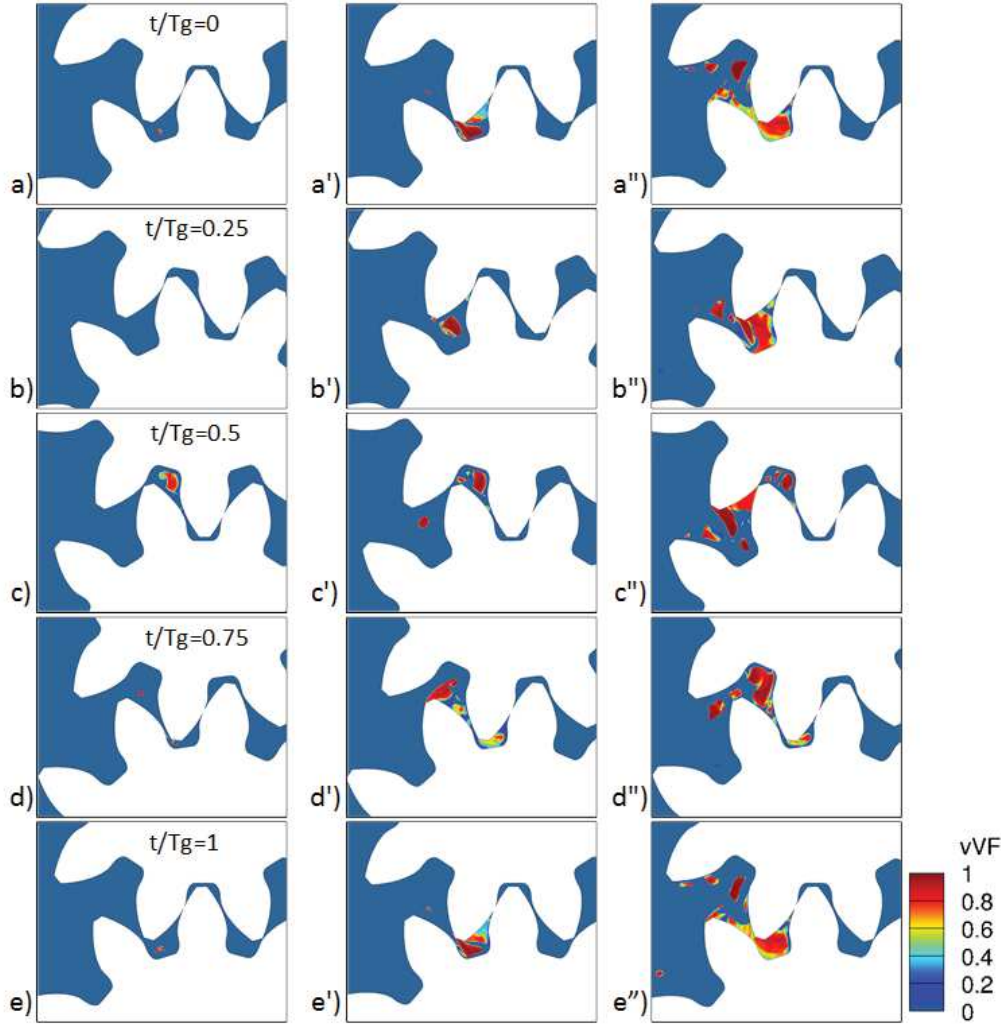 t/Tg=0
a)
a')
a")
t/Tg=0.25
b)
b')
b")
t/Tg=0.5
c)
c')
c")
t/Tg=0.75
d)
d')
d")
t/Tg=1
e)
e')
e”)
vVF
1
0.8
0.6
0.4
0.2
0